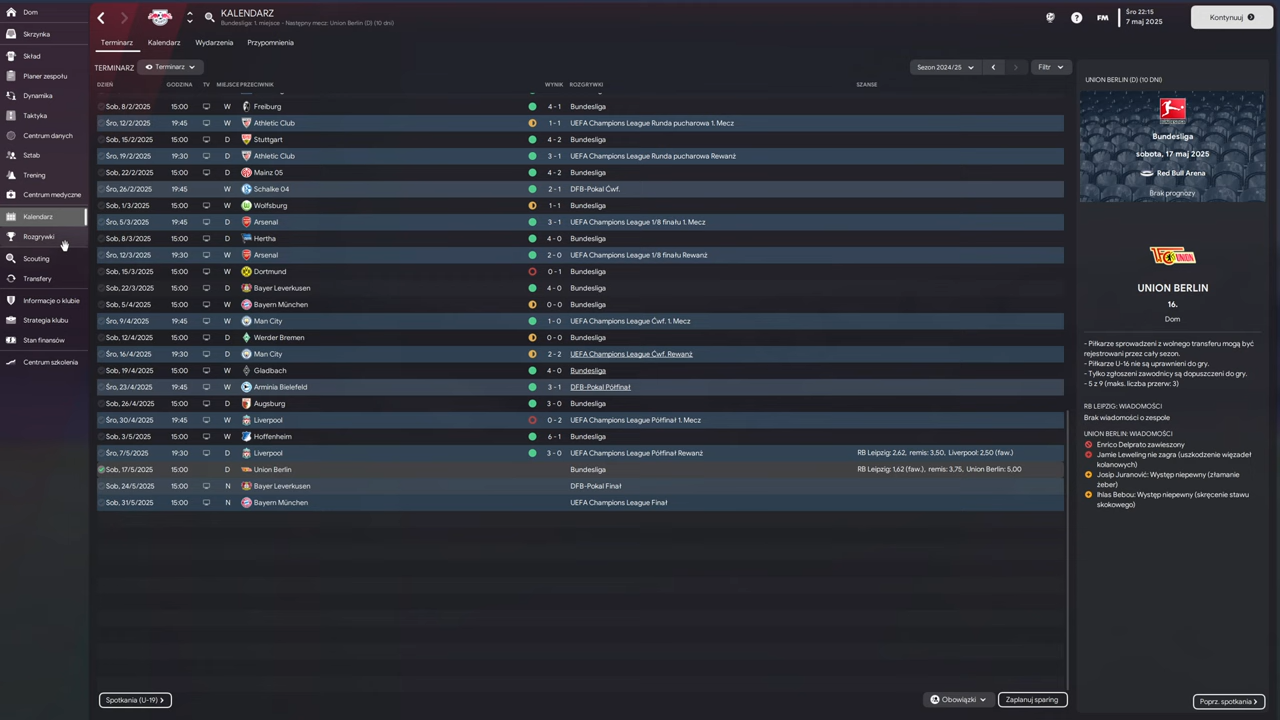 Dom
Skrzynka
Skład
Planer zespołu
Dynamika
Taktyka
Centrum danych
Sztab
Trening
Centrum medyczne
Kalendarz
Rozgrywki
Scouting
Transfery
Informacje o klubie
Strategia klubu
Stan finansów
Centrum szkolenia
KALENDARZ
Bundesliga: 1. miejsce - Następny mecz: Union Berlin (D) (10 dni)
FM
Śro 22:15
7 maj 2025
Kontynuuj
Terminarz Kalendarz Wydarzenia Przypomnienia
TERMINARZ Terminarz Sezon 2024/25 Filtr
DZIEŃ GODZINA TV MIEJSCE PRZECIWNIK WYNIK ROZGRYWKI SZANSE
Sob, 8/2/2025 15:00 W Freiburg 4 - 1 Bundesliga
Śro, 12/2/2025 19:45 W Athletic Club 1 - 1 UEFA Champions League Runda pucharowa 1. Mecz
Sob, 15/2/2025 15:00 D Stuttgart 4 - 2 Bundesliga
Śro, 19/2/2025 19:30 D Athletic Club 3 - 1 UEFA Champions League Runda pucharowa Rewanż
Sob, 22/2/2025 15:00 D Mainz 05 4 - 2 Bundesliga
Śro, 26/2/2025 19:45 W Schalke 04 2 - 1 DFB-Pokal Ćwf.
Sob, 1/3/2025 15:00 W Wolfsburg 1 - 1 Bundesliga
Śro, 5/3/2025 19:45 D Arsenal 3 - 1 UEFA Champions League 1/8 finału 1. Mecz
Sob, 8/3/2025 15:00 D Hertha 4 - 0 Bundesliga
Śro, 12/3/2025 19:30 W Arsenal 2 - 0 UEFA Champions League 1/8 finału Rewanż
Sob, 15/3/2025 15:00 W Dortmund 0 - 1 Bundesliga
Sob, 22/3/2025 15:00 D Bayer Leverkusen 4 - 0 Bundesliga
Sob, 5/4/2025 15:00 W Bayern München 0 - 0 Bundesliga
Śro, 9/4/2025 19:45 W Man City 1 - 0 UEFA Champions League Ćwf. 1. Mecz
Sob, 12/4/2025 15:00 D Werder Bremen 0 - 0 Bundesliga
Śro, 16/4/2025 19:30 D Man City 2 - 2 UEFA Champions League Ćwf. Rewanż
Sob, 19/4/2025 15:00 W Gladbach 4 - 0 Bundesliga
Śro, 23/4/2025 19:45 W Arminia Bielefeld 3 - 1 DFB-Pokal Półfinał
Sob, 26/4/2025 15:00 D Augsburg 3 - 0 Bundesliga
Śro, 30/4/2025 19:45 W Liverpool 0 - 2 UEFA Champions League Półfinał 1. Mecz
Sob, 3/5/2025 15:00 W Hoffenheim 6 - 1 Bundesliga
Śro, 7/5/2025 19:30 D Liverpool 3 - 0 UEFA Champions League Półfinał Rewanż RB Leipzig: 2,62, remis: 3,50, Liverpool: 2,50 (faw.)
Sob, 17/5/2025 15:00 D Union Berlin Bundesliga RB Leipzig: 1,62 (faw.), remis: 3,75, Union Berlin: 5,00
Sob, 24/5/2025 15:00 N Bayer Leverkusen DFB-Pokal Finał
Sob, 31/5/2025 15:00 N Bayern München UEFA Champions League Finał
Spotkania (U-19)
Obowiązki
Zaplanuj sparing
UNION BERLIN (D) (10 DNI)
Bundesliga
sobota, 17 maj 2025
Red Bull Arena
Brak prognozy
UNION
UNION BERLIN
16.
Dom
- Piłkarze sprowadzeni z wolnego transferu mogą być
rejestrowani przez cały sezon.
- Piłkarze U-16 nie są uprawnieni do gry.
- Tylko zgłoszeni zawodnicy są dopuszczeni do gry.
- 5 z 9 (maks. liczba przerw: 3)
RB LEIPZIG: WIADOMOŚCI
Brak wiadomości o zespole
UNION BERLIN: WIADOMOŚCI
Enrico Delprato zawieszony
Jamie Leweling nie zagra (uszkodzenie więzadeł
kolanowych)
Josip Juranović: Występ niepewny (złamanie
żeber)
Ihlas Bebou: Występ niepewny (skręcenie stawu
skokowego)
Poprz. spotkania